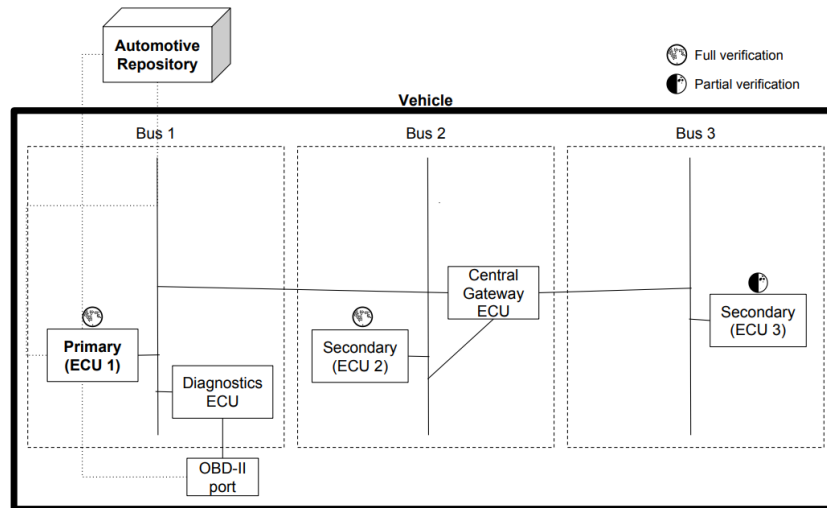 Automotive
Repository
Full verification
Partial verification
Vehicle
Bus 1
Bus 2
Bus 3
Central
Gateway
ECU
Primary
(ECU 1)
Secondary
(ECU 2)
Secondary
(ECU 3)
Diagnostics
ECU
OBD-II
port